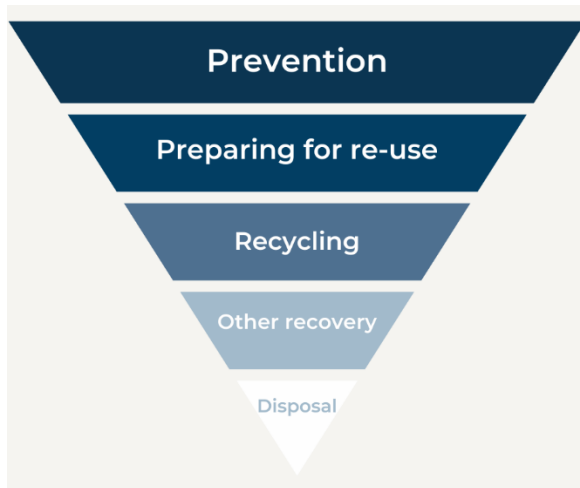 Prevention
Preparing for re-use
Recycling
Other recovery
Disposal